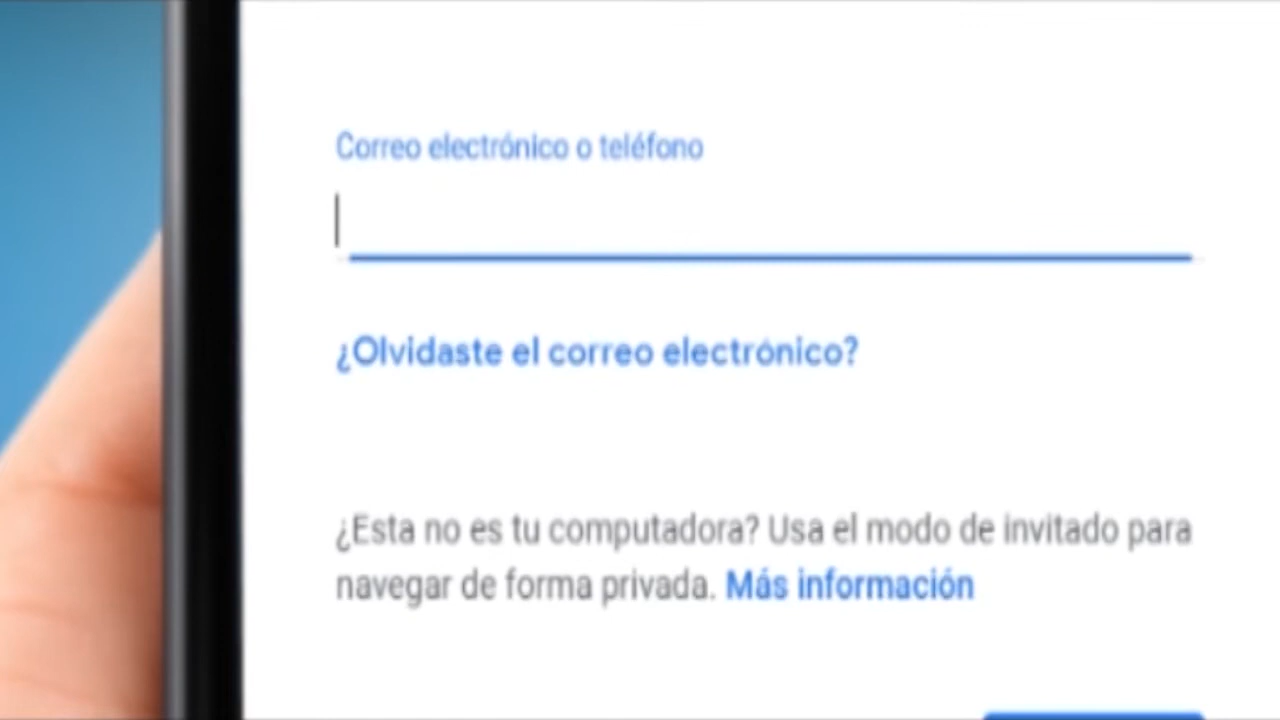 Correo electrónico o teléfono
¿Olvidaste el correo electrónico?
¿Esta no es tu computadora? Usa el modo de invitado para
navegar de forma privada. Más información